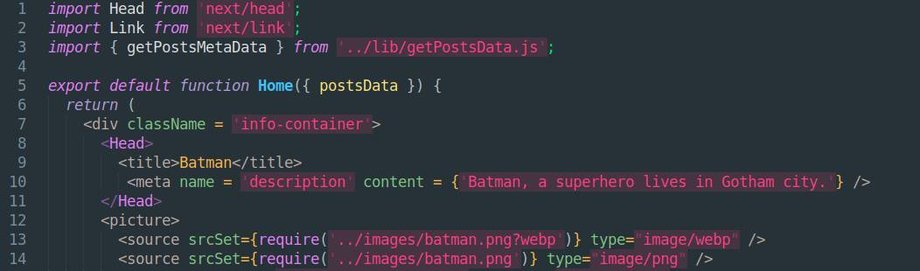 1 import Head from 'next/head';
2 import Link from 'next/link';
3 import { getPostsMetaData } from '../lib/getPostsData.js';
4
5 export default function Home({ postsData }) {
6 return (
7 <div className = 'info-container'>
8 <Head>
9 <title>Batman</title>
10 <meta name = 'description' content = {'Batman, a superhero lives in Gotham city.'} />
11 </Head>
12 <picture>
13 <source srcSet={require('../images/batman.png?webp')} type="image/webp" />
14 <source srcSet={require('../images/batman.png')} type="image/png" />